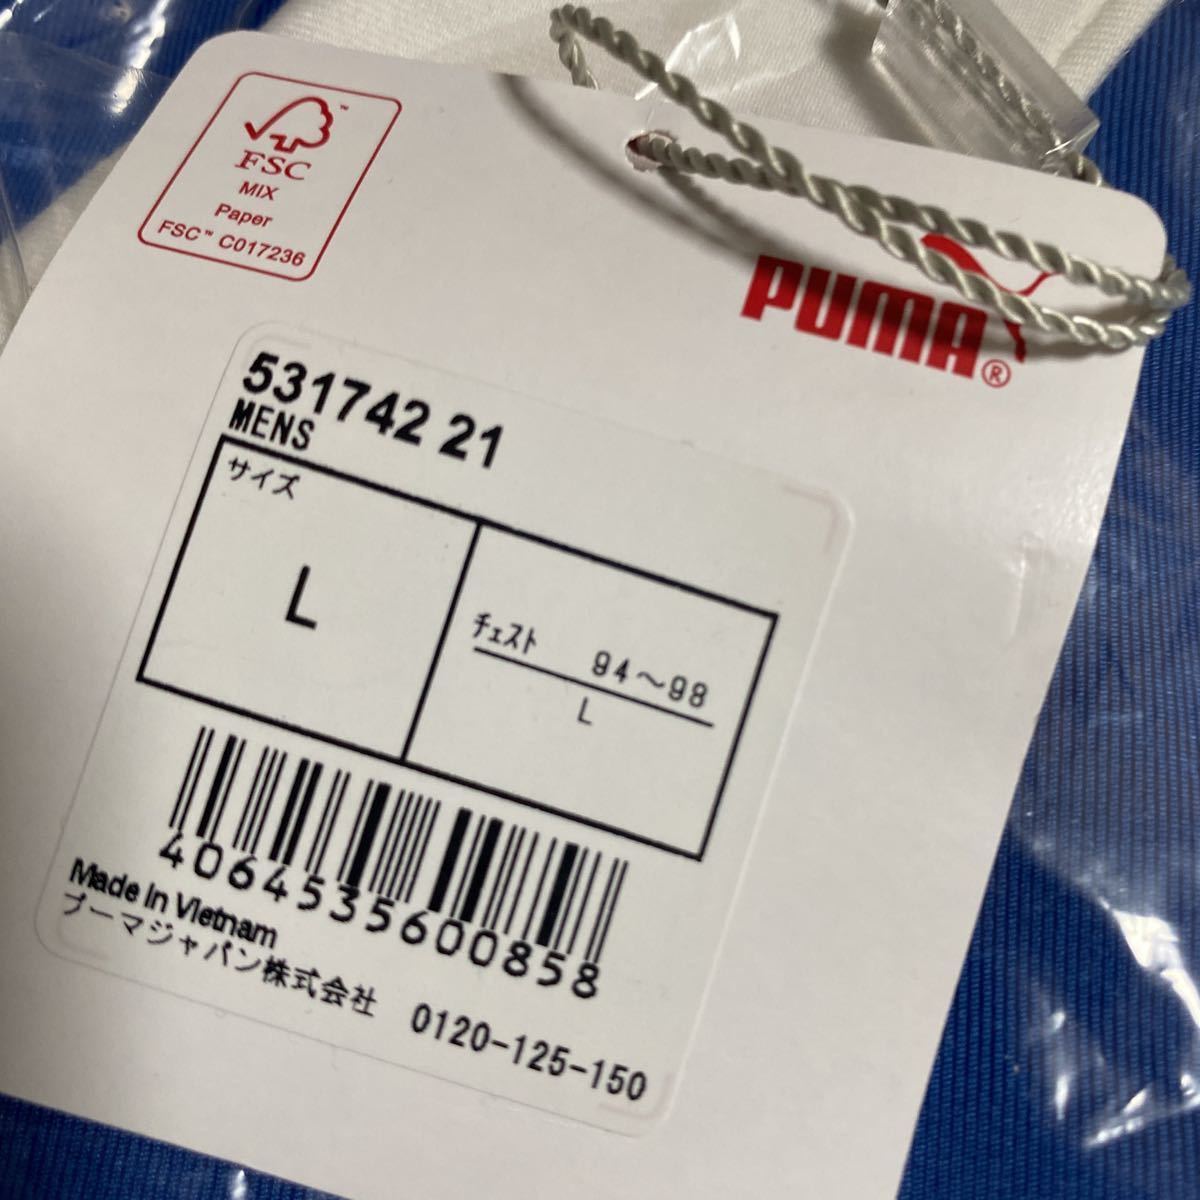 FSC™
MIX
Paper
FSC™ C017236
PUMA®
531742 21
MENS
サイズ
L
チェスト 94～98
L
4064535600858
Made in Vietnam
プーマジャパン株式会社 0120-125-150